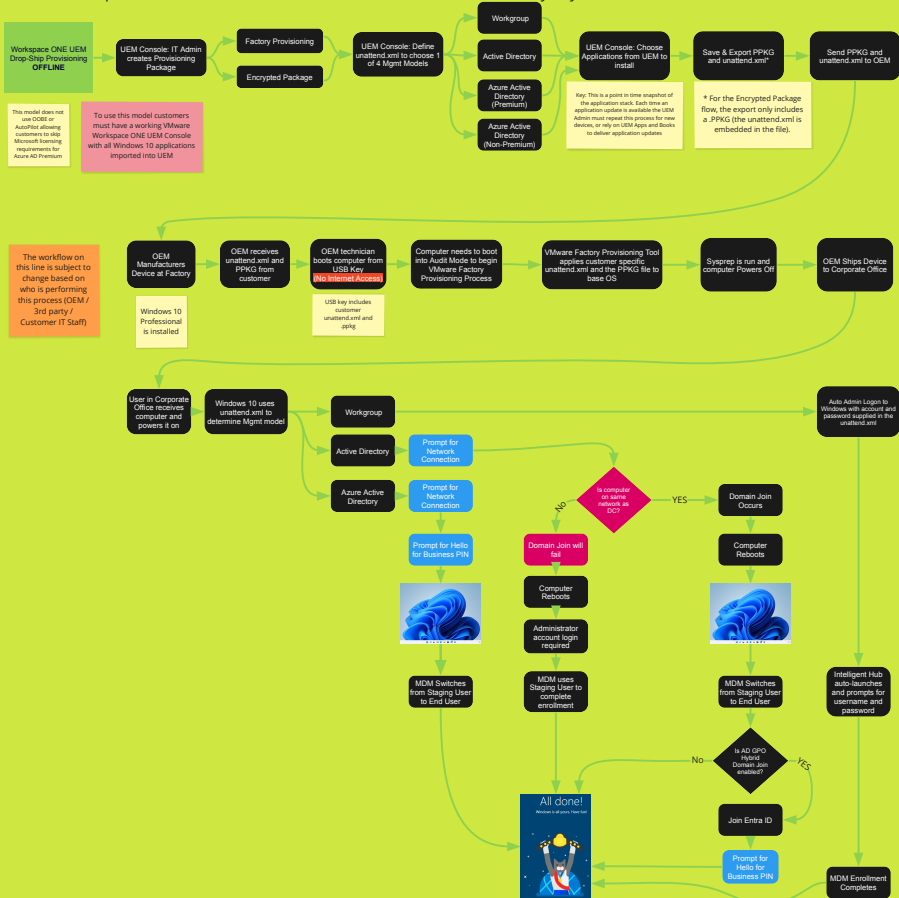 Workspace ONE UEM
Drop-Ship Provisioning
OFFLINE
UEM Console: IT Admin
creates Provisioning
Package
Factory Provisioning
Encrypted Package
UEM Console: Define
unattend.xml to choose 1
of 4 Mgmt Models
Workgroup
Active Directory
Azure Active
Directory
(Premium)
Azure Active
Directory
(Non-Premium)
UEM Console: Choose
Applications from UEM to
install
Save & Export PPKG
and unattend.xml*
Send PPKG and
unattend.xml to OEM
This model does not
use OOBE or
AutoPilot allowing
customers to skip
Microsoft licensing
requirements for
Azure AD Premium
To use this model customers
must have a working VMware
Workspace ONE UEM Console
with all Windows 10 applications
imported into UEM
Key: This is a point in time snapshot of
the application stack. Each time an
application update is available the UEM
Admin must repeat this process for new
devices, or rely on UEM Apps and Books
to deliver application updates
* For the Encrypted Package
flow, the export only includes
a .PPKG (the unattend.xml is
embedded in the file).
The workflow on
this line is subject to
change based on
who is performing
this process (OEM /
3rd party /
Customer IT Staff)
OEM
Manufacturers
Device at Factory
OEM receives
unattend.xml and
PPKG from
customer
OEM technician
boots computer from
USB Key
(No Internet Access)
Computer needs to boot
into Audit Mode to begin
VMware Factory
Provisioning Process
VMware Factory Provisioning Tool
applies customer specific
unattend.xml and the PPKG file to
base OS
Sysprep is run and
computer Powers Off
OEM Ships Device
to Corporate Office
Windows 10
Professional
is installed
USB key includes
customer
unattend.xml and
.ppkg
User in Corporate
Office receives
computer and
powers it on
Windows 10 uses
unattend.xml to
determine Mgmt model
Workgroup
Auto Admin Logon to
Windows with account and
password supplied in the
unattend.xml
Active Directory
Prompt for
Network
Connection
Azure Active
Directory
Prompt for
Network
Connection
Is computer
on same
network as
DC?
No
YES
Domain Join
Occurs
Prompt for Hello
for Business PIN
Domain Join will
fail
Computer
Reboots
Computer
Reboots
Administrator
account login
required
MDM Switches
from Staging User
to End User
MDM uses
Staging User to
complete
enrollment
MDM Switches
from Staging User
to End User
Intelligent Hub
auto-launches
and prompts for
username and
password
Is AD GPO
Hybrid
Domain Join
enabled?
No
YES
All done!
Windows is all yours. Have fun!
Join Entra ID
Prompt for
Hello for
Business PIN
MDM Enrollment
Completes